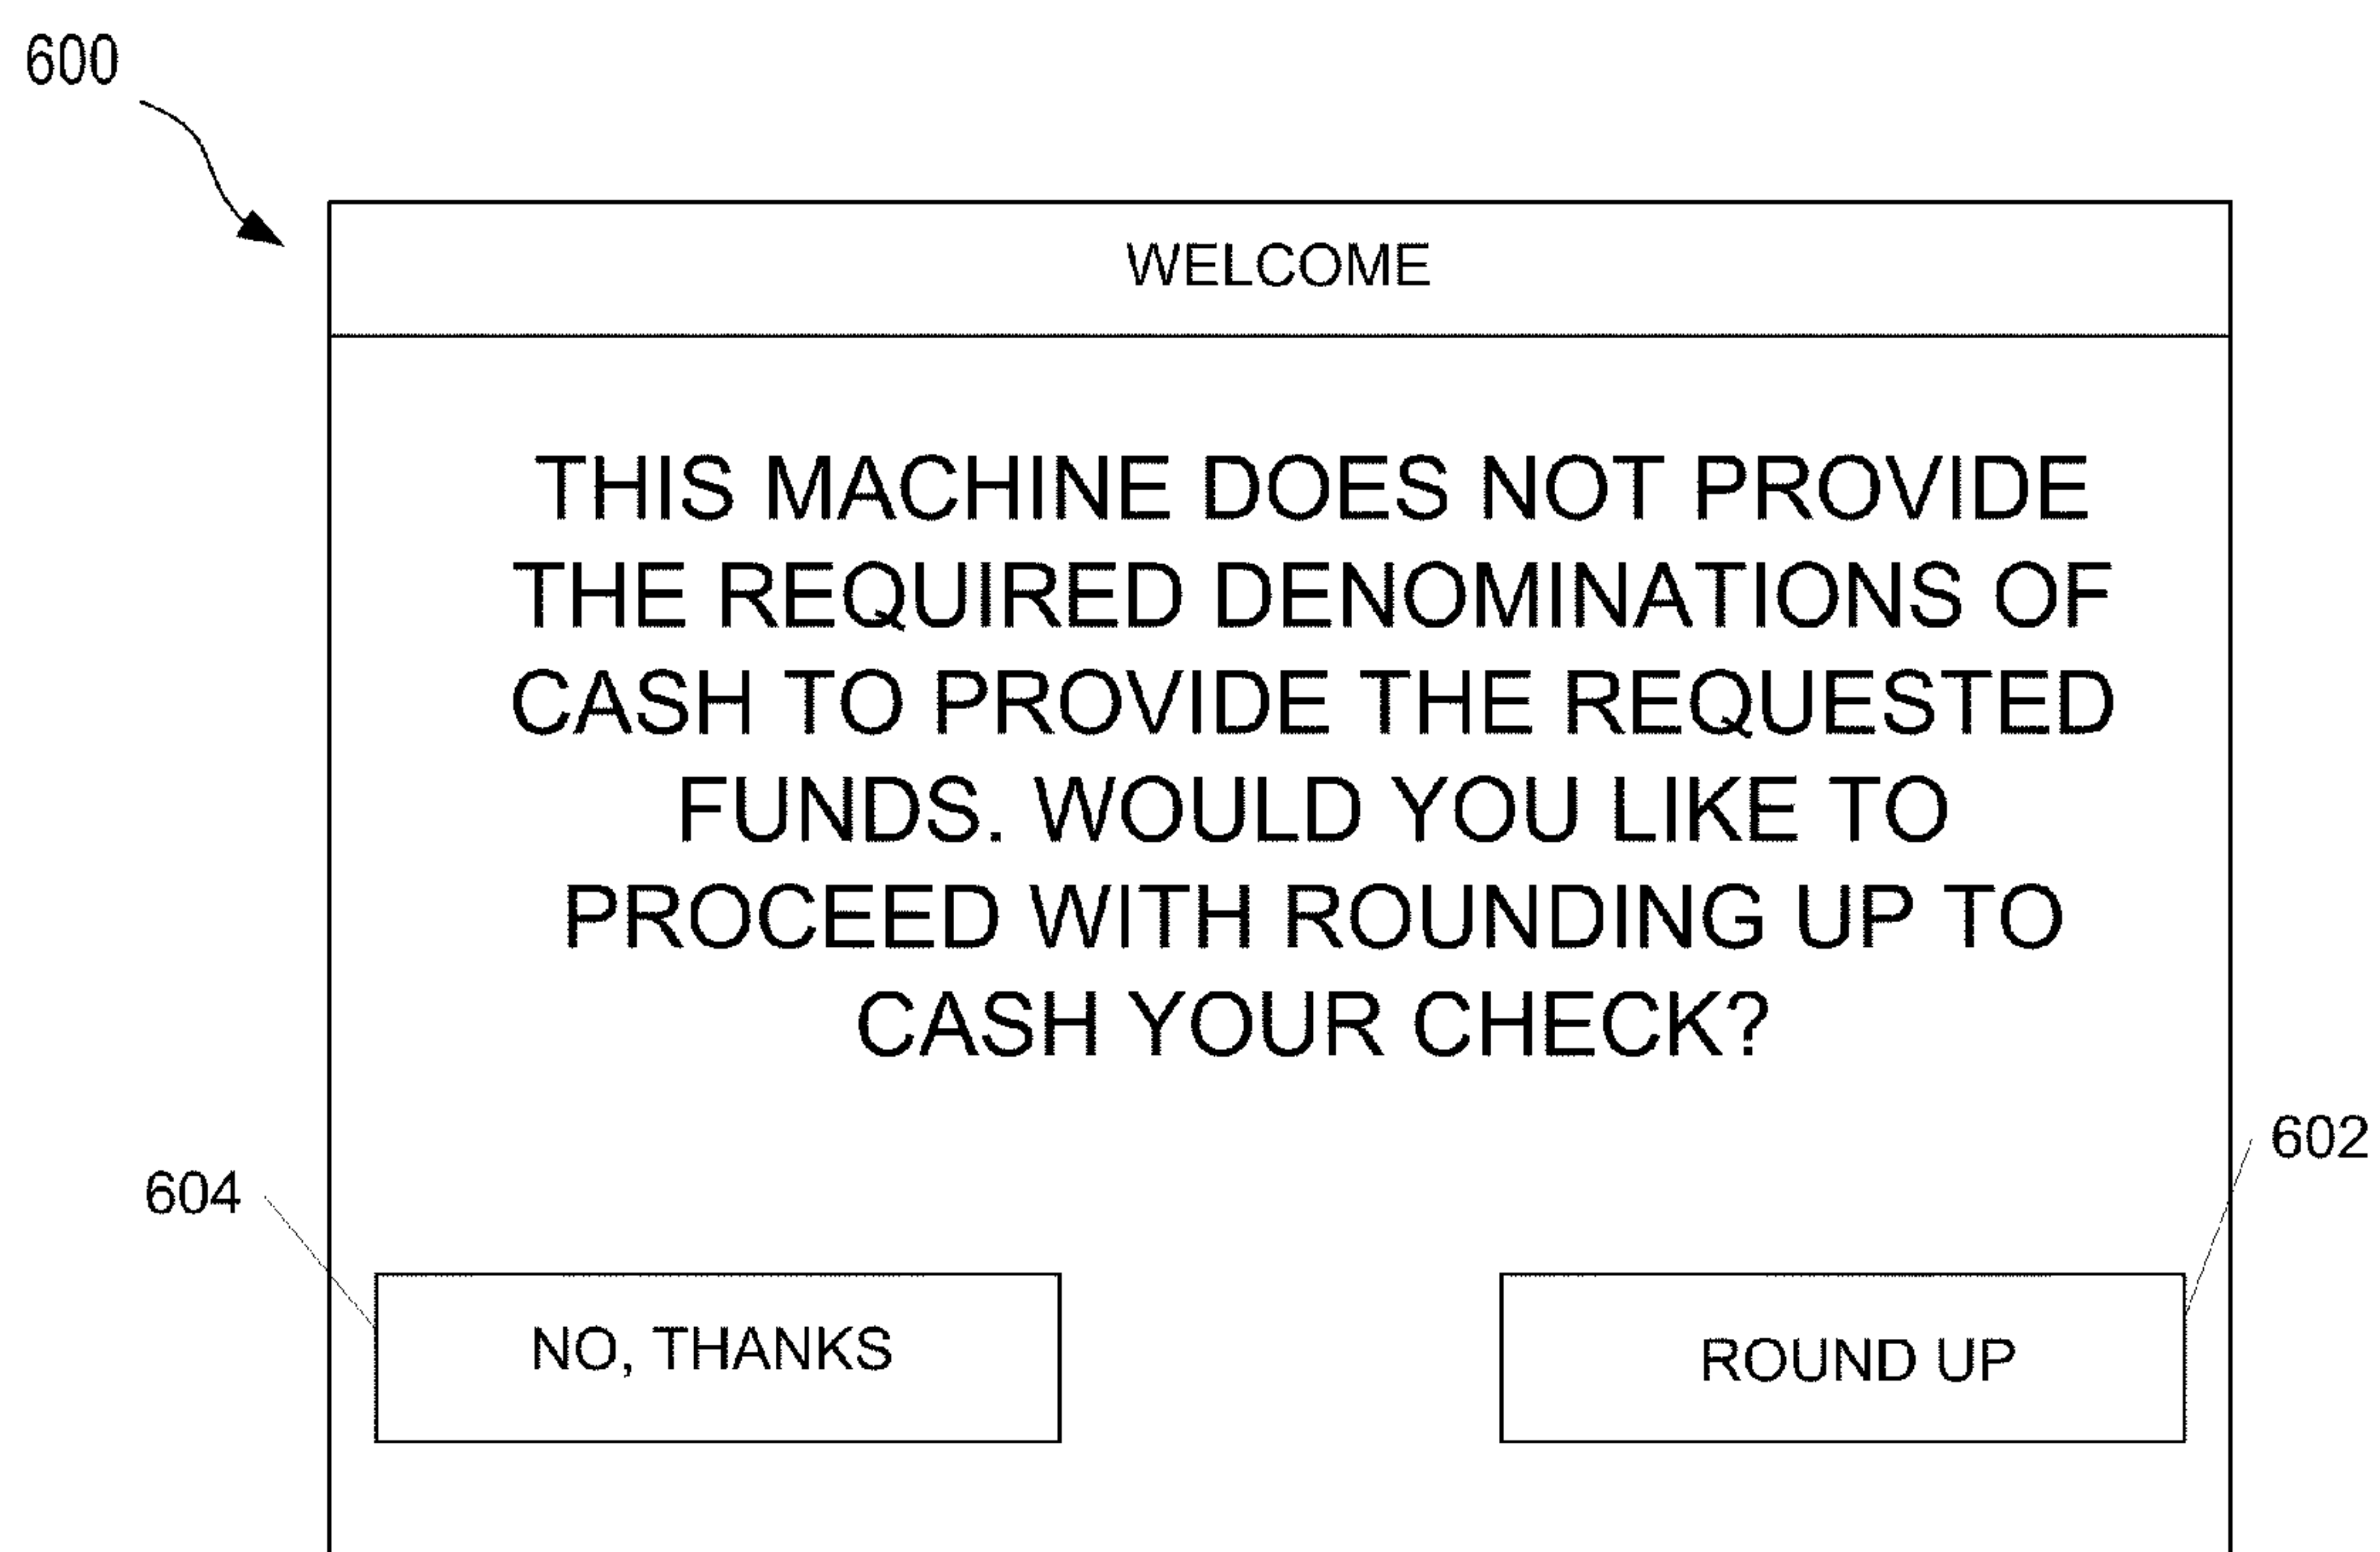 600
WELCOME
THIS MACHINE DOES NOT PROVIDE
THE REQUIRED DENOMINATIONS OF
CASH TO PROVIDE THE REQUESTED
FUNDS. WOULD YOU LIKE TO
PROCEED WITH ROUNDING UP TO
CASH YOUR CHECK?
602
604
NO, THANKS
ROUND UP